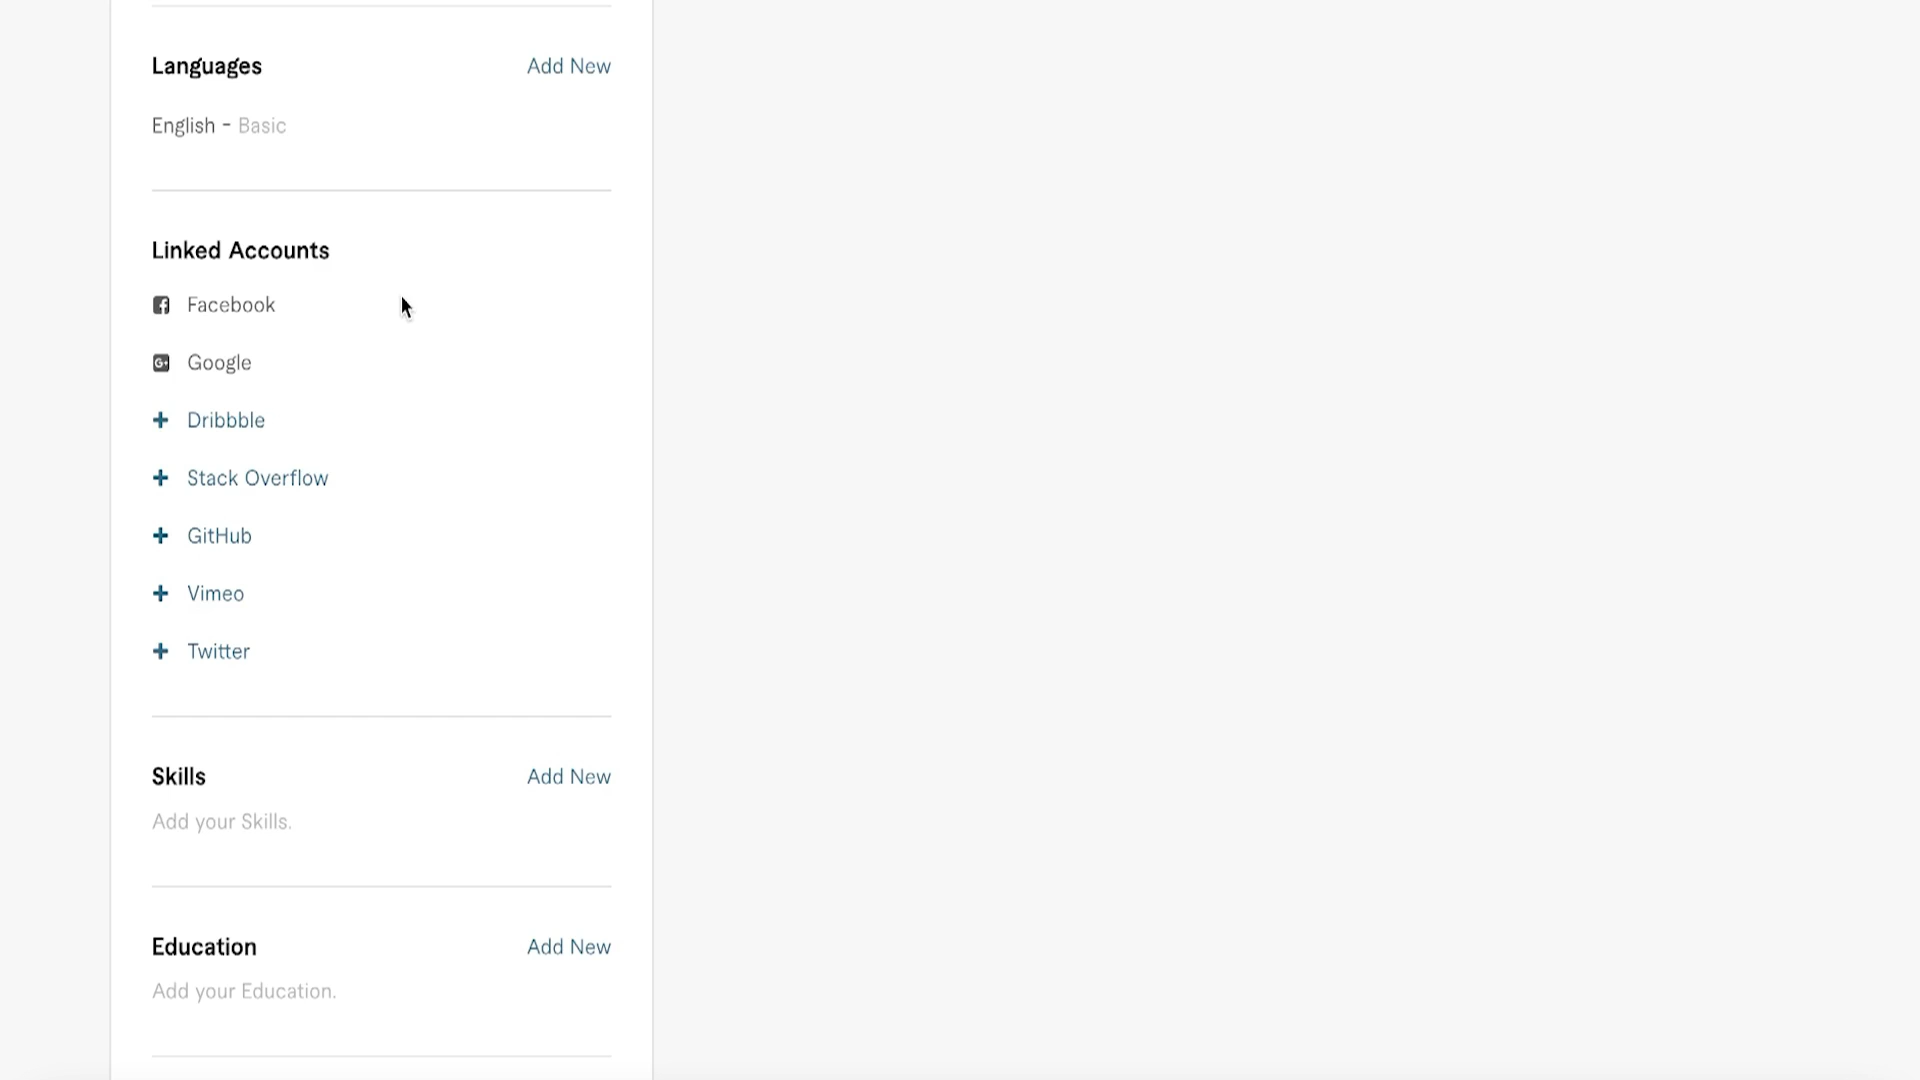 Languages Add New
English - Basic
Linked Accounts
Facebook
Google
Dribbble
Stack Overflow
GitHub
Vimeo
Twitter
Skills Add New
Add your Skills.
Education Add New
Add your Education.